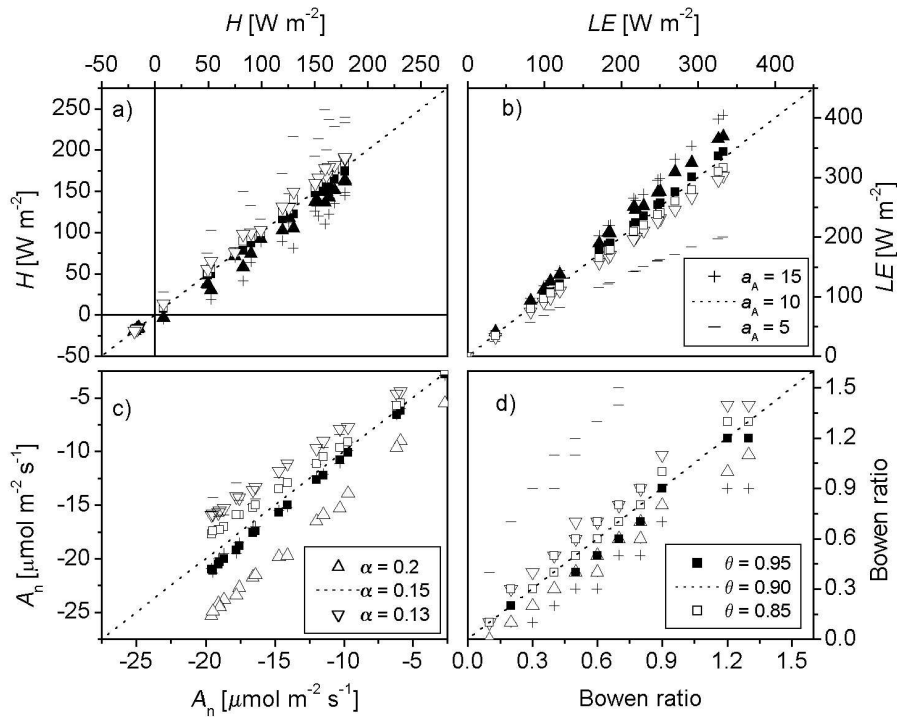 H [W m⁻²]
LE [W m⁻²]
-50 0 50 100 150 200 250
0 100 200 300 400
a)
b)
250
200
150
100
50
0
-50
H [W m⁻²]
400
300
200
100
0
LE [W m⁻²]
+ a_A = 15
a_A = 10
− a_A = 5
c)
d)
-5
-10
-15
-20
-25
A_n [μmol m⁻² s⁻¹]
△ α = 0.2
α = 0.15
▽ α = 0.13
1.5
1.2
0.9
0.6
0.3
0.0
Bowen ratio
■ θ = 0.95
θ = 0.90
□ θ = 0.85
-25 -20 -15 -10 -5
0.0 0.3 0.6 0.9 1.2 1.5
A_n [μmol m⁻² s⁻¹]
Bowen ratio